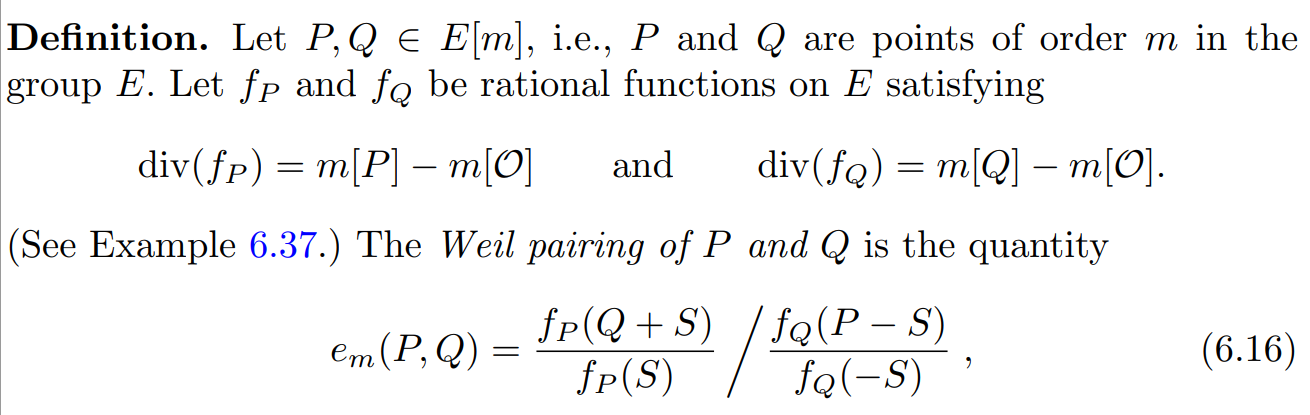 Definition. Let P, Q ∈ E[m], i.e., P and Q are points of order m in the
group E. Let f_P and f_Q be rational functions on E satisfying
div(f_P) = m[P] − m[𝒪] and div(f_Q) = m[Q] − m[𝒪].
(See Example 6.37.) The Weil pairing of P and Q is the quantity
e_m(P, Q) = \frac{f_P(Q + S)}{f_P(S)} / \frac{f_Q(P − S)}{f_Q(−S)} , (6.16)